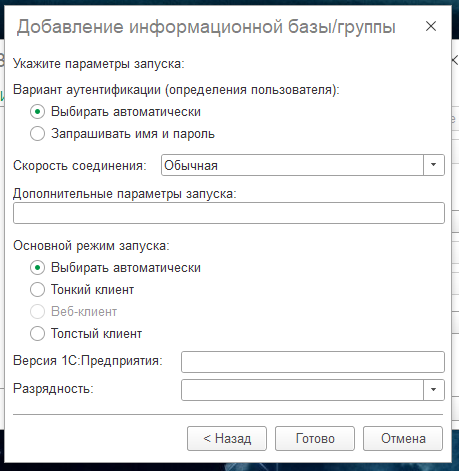 Добавление информационной базы/группы
Укажите параметры запуска:
Вариант аутентификации (определения пользователя):
Выбирать автоматически
Запрашивать имя и пароль
Скорость соединения: Обычная
Дополнительные параметры запуска:
Основной режим запуска:
Выбирать автоматически
Тонкий клиент
Веб-клиент
Толстый клиент
Версия 1С:Предприятия:
Разрядность:
< Назад Готово Отмена